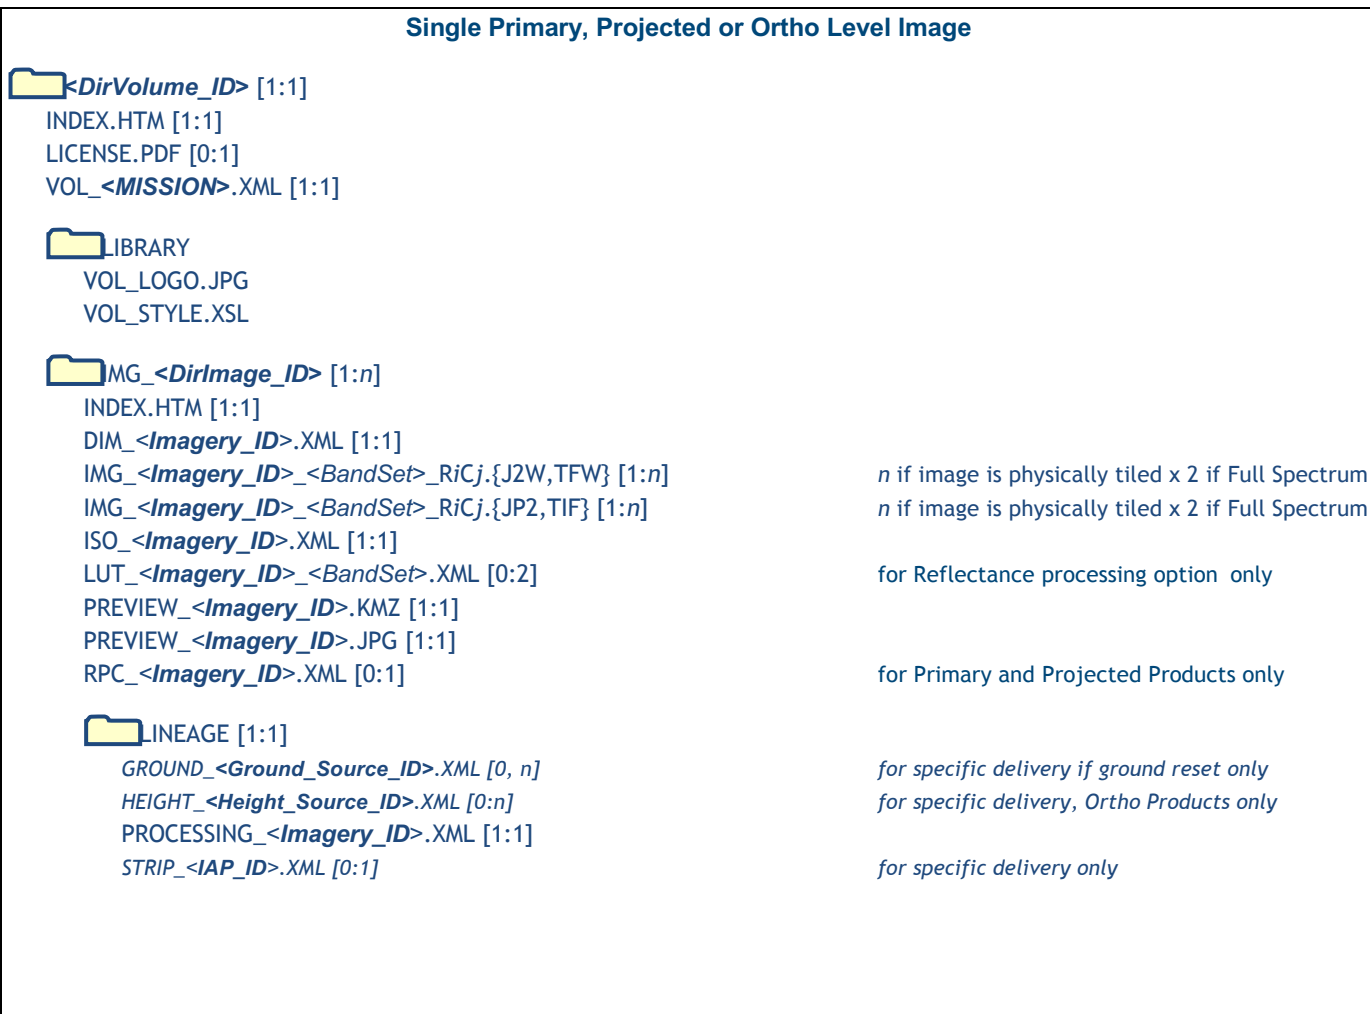 Single Primary, Projected or Ortho Level Image
<DirVolume_ID> [1:1]
INDEX.HTM [1:1]
LICENSE.PDF [0:1]
VOL_<MISSION>.XML [1:1]
LIBRARY
VOL_LOGO.JPG
VOL_STYLE.XSL
IMG_<DirImage_ID> [1:n]
INDEX.HTM [1:1]
DIM_<Imagery_ID>.XML [1:1]
IMG_<Imagery_ID>_<BandSet>_RiCj.{J2W,TFW} [1:n] n if image is physically tiled x 2 if Full Spectrum
IMG_<Imagery_ID>_<BandSet>_RiCj.{JP2,TIF} [1:n] n if image is physically tiled x 2 if Full Spectrum
ISO_<Imagery_ID>.XML [1:1]
LUT_<Imagery_ID>_<BandSet>.XML [0:2] for Reflectance processing option only
PREVIEW_<Imagery_ID>.KMZ [1:1]
PREVIEW_<Imagery_ID>.JPG [1:1]
RPC_<Imagery_ID>.XML [0:1] for Primary and Projected Products only
LINEAGE [1:1]
GROUND_<Ground_Source_ID>.XML [0, n] for specific delivery if ground reset only
HEIGHT_<Height_Source_ID>.XML [0:n] for specific delivery, Ortho Products only
PROCESSING_<Imagery_ID>.XML [1:1]
STRIP_<IAP_ID>.XML [0:1] for specific delivery only